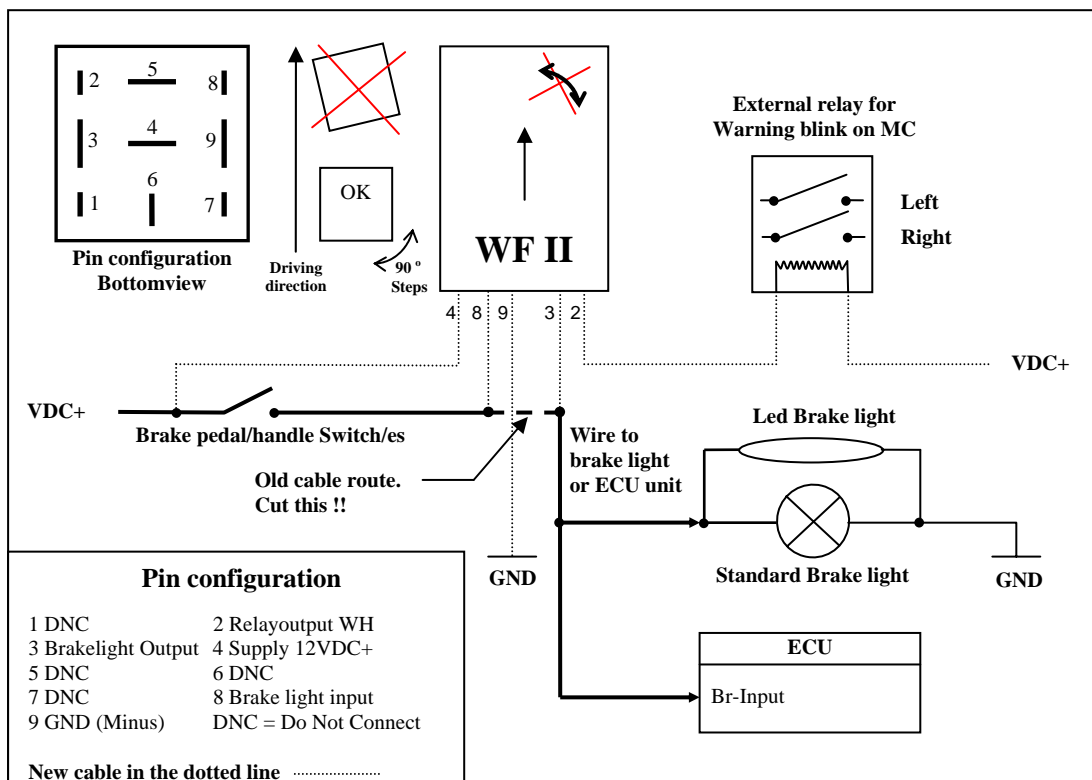 2
5
8
3
4
9
6
1
7
Pin configuration
Bottomview
Driving
direction
OK
90 º
Steps
WF II
4
8
9
3
2
External relay for
Warning blink on MC
Left
Right
VDC+
VDC+
Brake pedal/handle Switch/es
Old cable route.
Cut this !!
Wire to
brake light
or ECU unit
Led Brake light
Standard Brake light
GND
GND
ECU
Br-Input
Pin configuration
1 DNC 2 Relayoutput WH
3 Brakelight Output 4 Supply 12VDC+
5 DNC 6 DNC
7 DNC 8 Brake light input
9 GND (Minus) DNC = Do Not Connect
New cable in the dotted line ......................